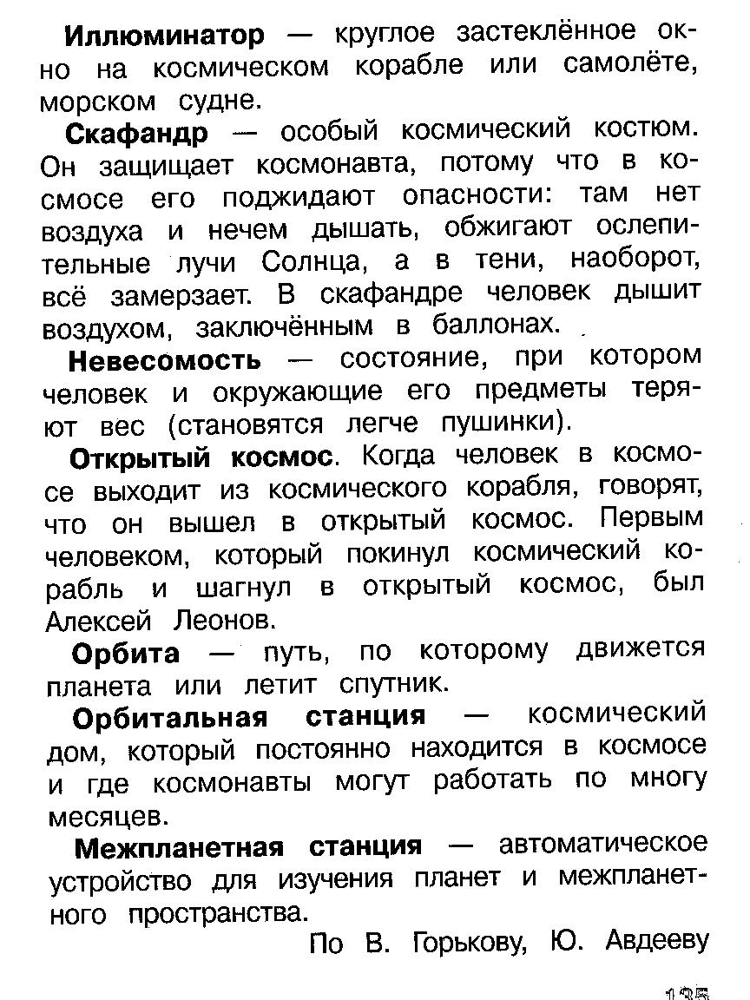 Иллюминатор — круглое застеклённое ок-
но на космическом корабле или самолёте,
морском судне.
Скафандр — особый космический костюм.
Он защищает космонавта, потому что в ко-
смосе его поджидают опасности: там нет
воздуха и нечем дышать, обжигают ослепи-
тельные лучи Солнца, а в тени, наоборот,
всё замерзает. В скафандре человек дышит
воздухом, заключённым в баллонах.
Невесомость — состояние, при котором
человек и окружающие его предметы теря-
ют вес (становятся легче пушинки).
Открытый космос. Когда человек в космо-
се выходит из космического корабля, говорят,
что он вышел в открытый космос. Первым
человеком, который покинул космический ко-
рабль и шагнул в открытый космос, был
Алексей Леонов.
Орбита — путь, по которому движется
планета или летит спутник.
Орбитальная станция — космический
дом, который постоянно находится в космосе
и где космонавты могут работать по многу
месяцев.
Межпланетная станция — автоматическое
устройство для изучения планет и межпланет-
ного пространства.
По В. Горькову, Ю. Авдееву